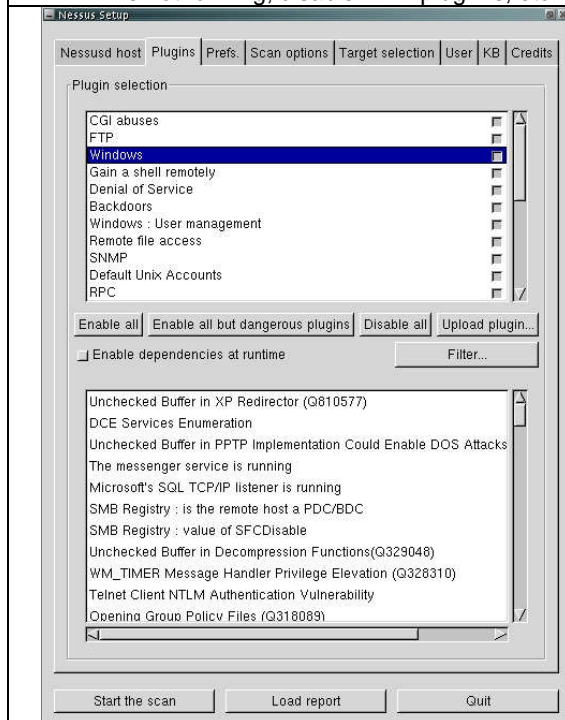 Nessus Setup
Nessusd host Plugins Prefs. Scan options Target selection User KB Credits
Plugin selection
CGI abuses
FTP
Windows
Gain a shell remotely
Denial of Service
Backdoors
Windows : User management
Remote file access
SNMP
Default Unix Accounts
RPC
Enable all Enable all but dangerous plugins Disable all Upload plugin...
Enable dependencies at runtime Filter...
Unchecked Buffer in XP Redirector (Q810577)
DCE Services Enumeration
Unchecked Buffer in PPTP Implementation Could Enable DOS Attacks
The messenger service is running
Microsoft's SQL TCP/IP listener is running
SMB Registry : is the remote host a PDC/BDC
SMB Registry : value of SFCDisable
Unchecked Buffer in Decompression Functions(Q329048)
WM_TIMER Message Handler Privilege Elevation (Q328310)
Telnet Client NTLM Authentication Vulnerability
Opening Group Policy Files (Q318089)
Start the scan Load report Quit